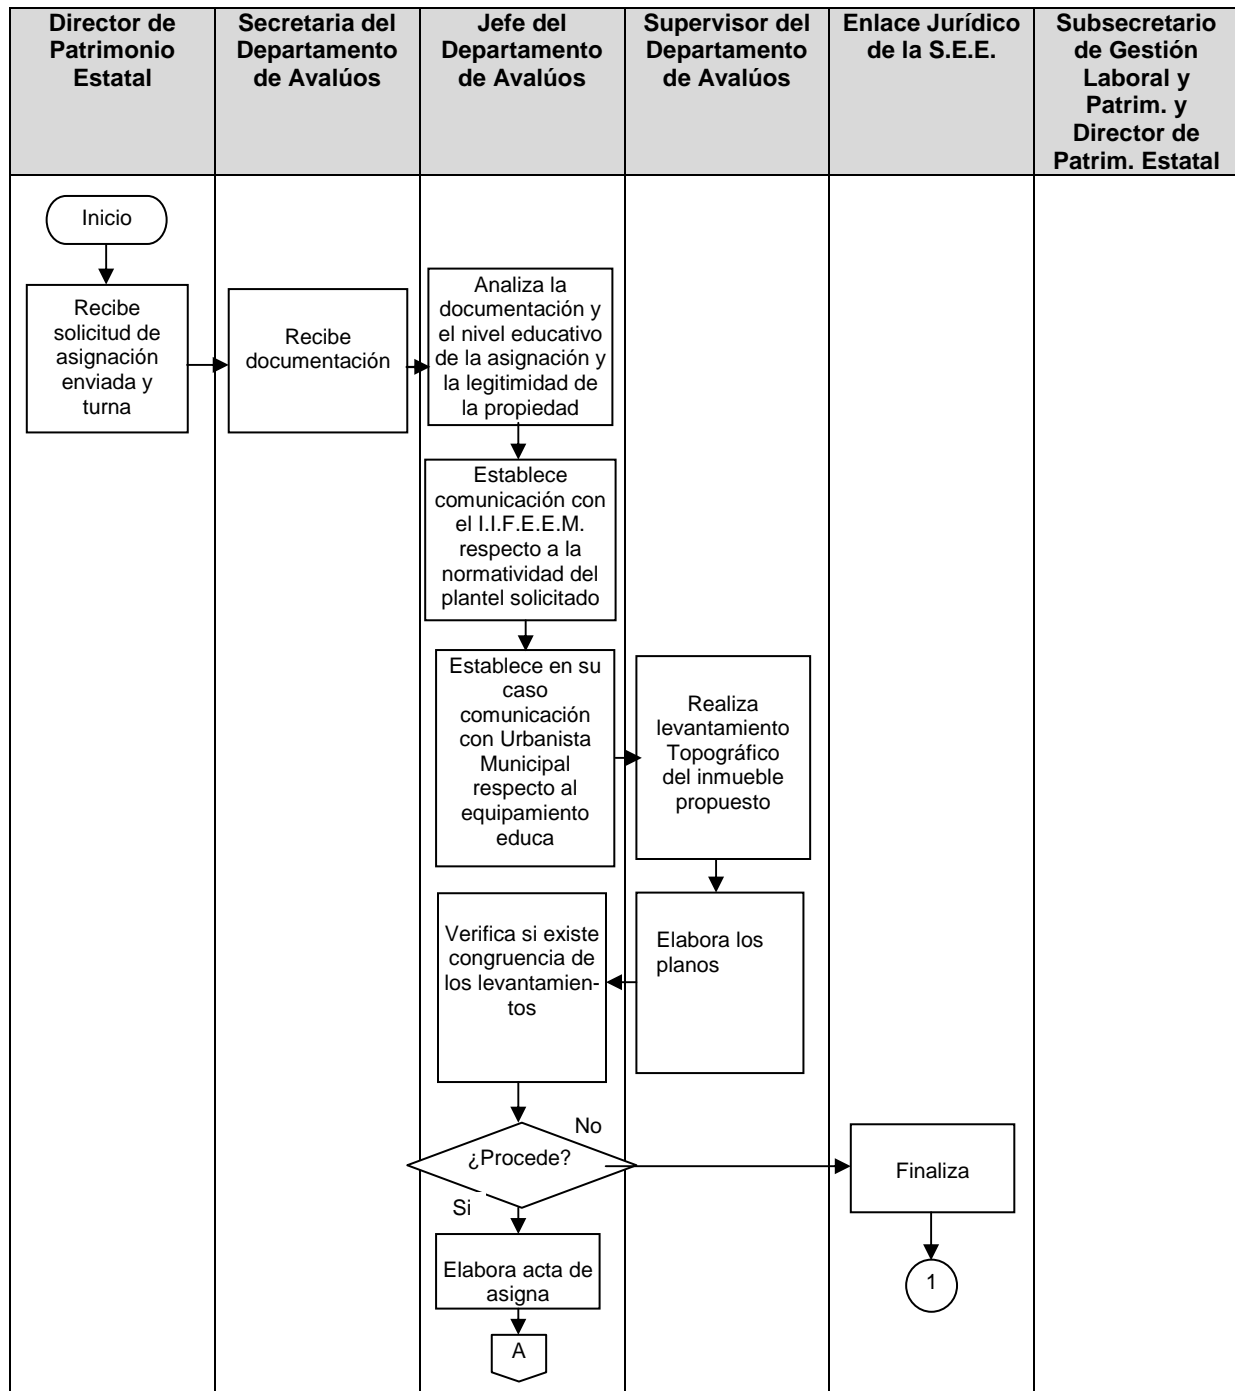 Director de
Patrimonio
Estatal
Secretaria del
Departamento
de Avalúos
Jefe del
Departamento
de Avalúos
Supervisor del
Departamento
de Avalúos
Enlace Jurídico
de la S.E.E.
Subsecretario
de Gestión
Laboral y
Patrim. y
Director de
Patrim. Estatal
Inicio
Recibe
solicitud de
asignación
enviada y
turna
Recibe
documentación
Analiza la
documentación y
el nivel educativo
de la asignación y
la legitimidad de
la propiedad
Establece
comunicación con
el I.I.F.E.E.M.
respecto a la
normatividad del
plantel solicitado
Establece en su
caso
comunicación
con Urbanista
Municipal
respecto al
equipamiento
educa
Realiza
levantamiento
Topográfico
del inmueble
propuesto
Elabora los
planos
Verifica si existe
congruencia de
los levantamien-
tos
¿Procede?
No
Si
Finaliza
1
Elabora acta de
asigna
A